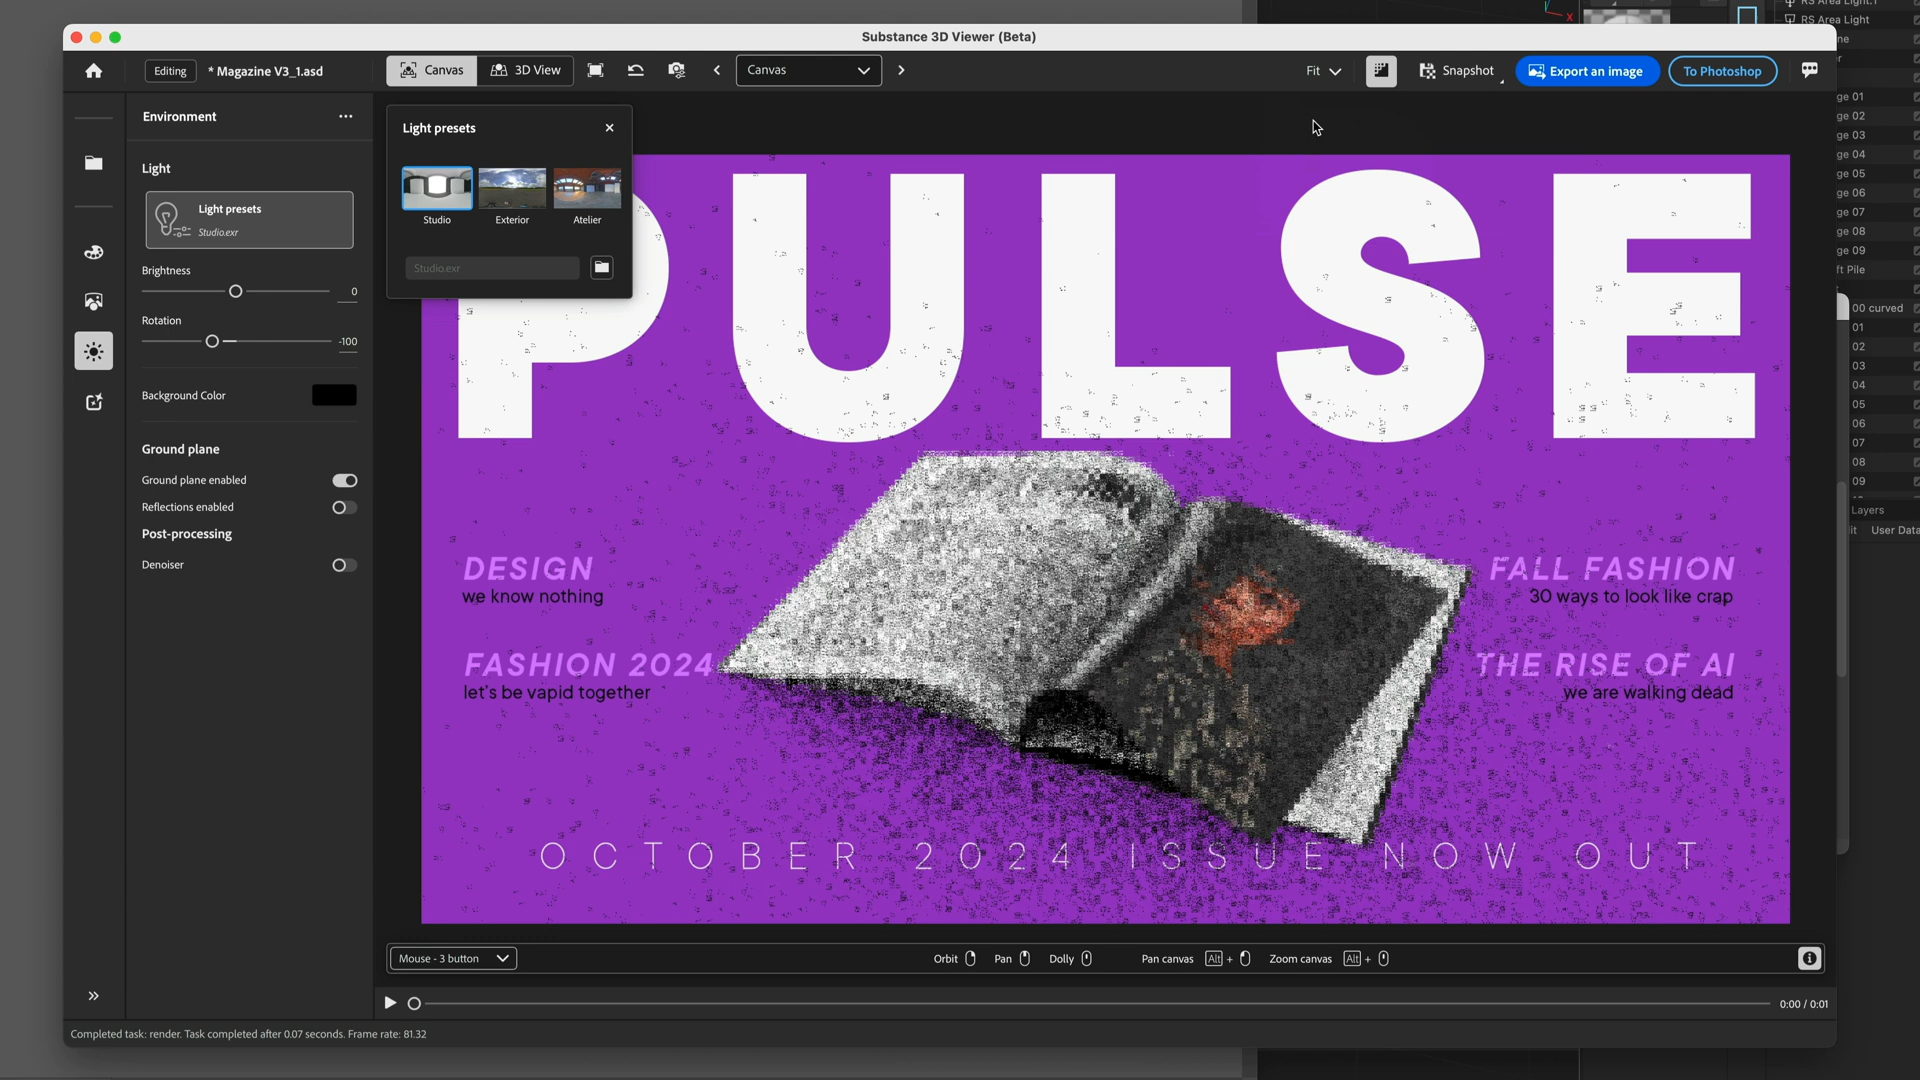 RS Area Light.1
RS Area Light
Substance 3D Viewer (Beta)
Editing
* Magazine V3_1.asd
Canvas
3D View
Canvas
Fit
Snapshot
Export an image
To Photoshop
Environment
Light
Light presets
Studio.exr
Brightness
0
Rotation
-100
Background Color
Ground plane
Ground plane enabled
Reflections enabled
Post-processing
Denoiser
Light presets
Studio
Exterior
Atelier
Studio.exr
PULSE
DESIGN
we know nothing
FASHION 2024
let's be vapid together
FALL FASHION
30 ways to look like crap
THE RISE OF AI
we are walking dead
OCTOBER 2024 ISSUE NOW OUT
Mouse - 3 button
Orbit
Pan
Dolly
Pan canvas
Alt +
Zoom canvas
Alt +
0:00 / 0:01
Completed task: render. Task completed after 0.07 seconds. Frame rate: 81.32
ge 01
ge 02
ge 03
ge 04
ge 05
ge 06
ge 07
ge 08
ge 09
ft Pile
00 curved
01
02
03
04
05
06
07
08
09
Layers
it User Data